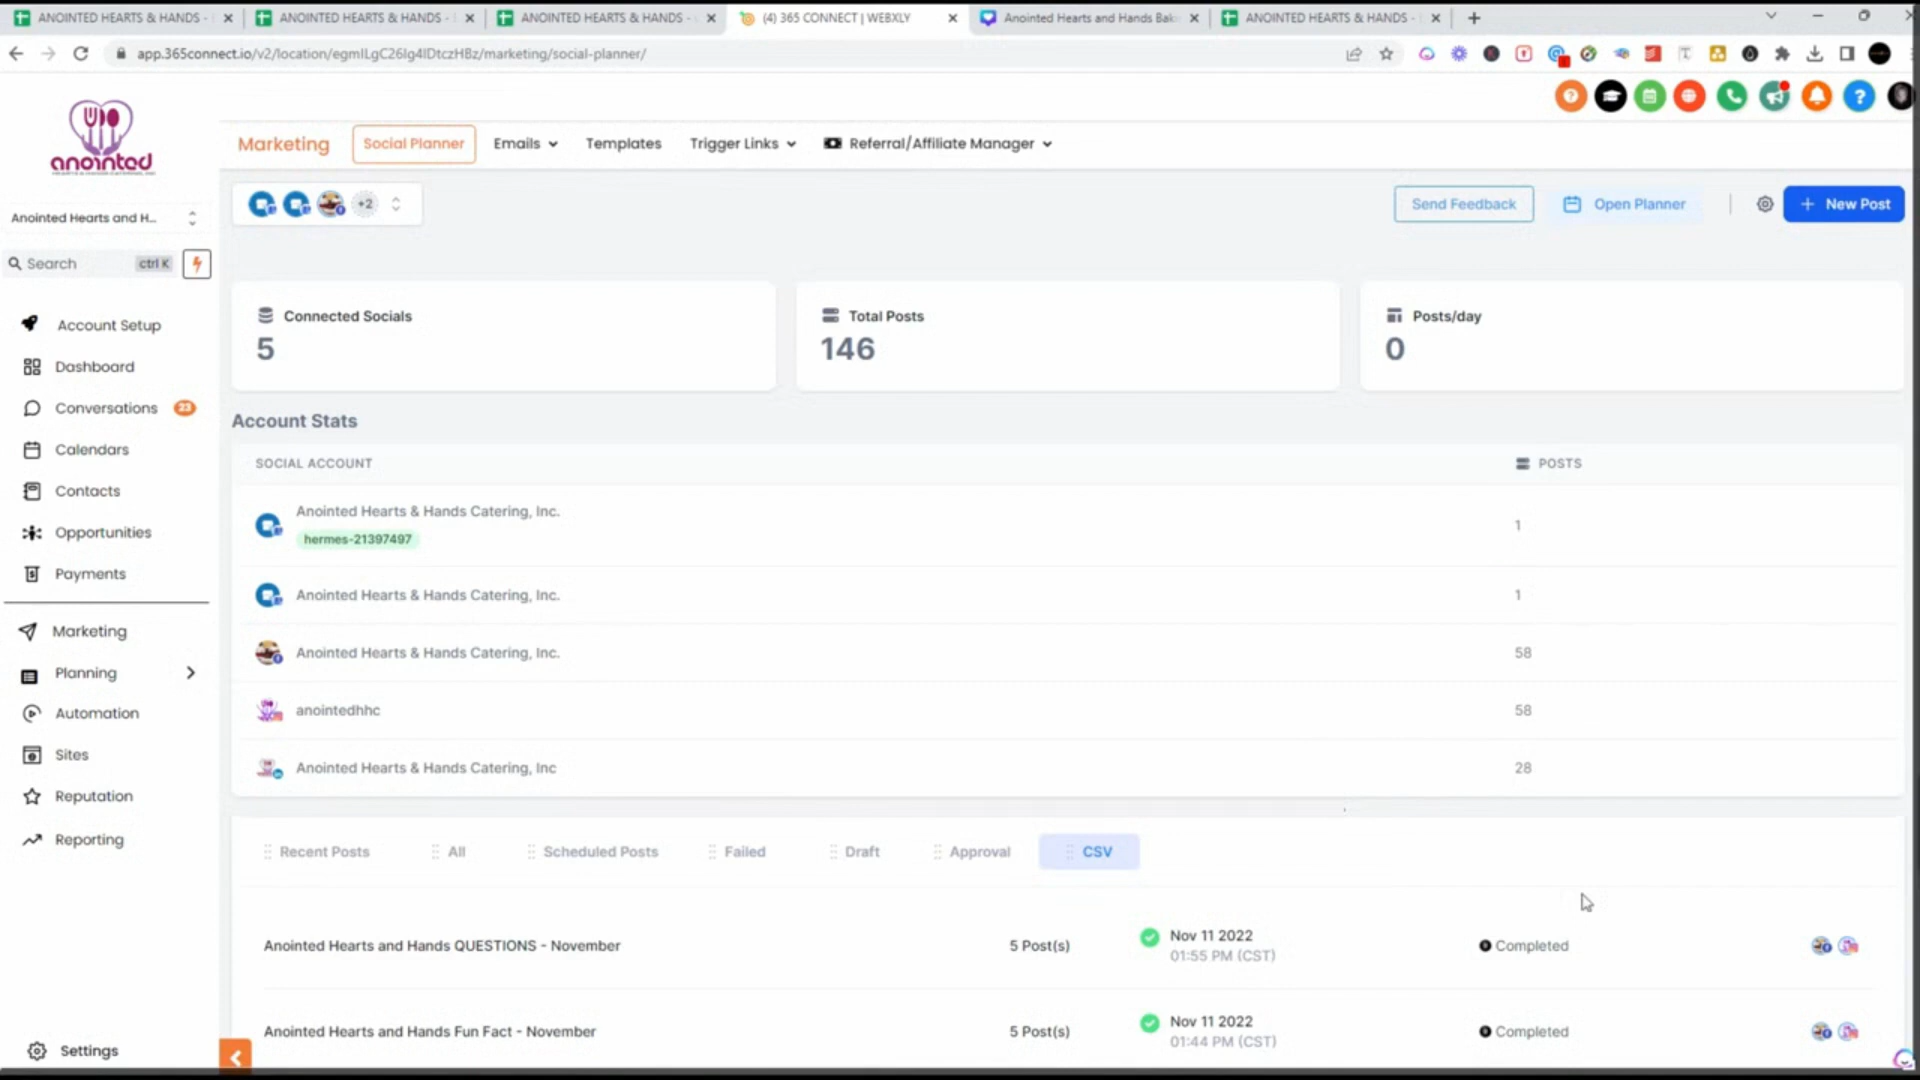 ANOINTED HEARTS & HANDS -
ANOINTED HEARTS & HANDS -
ANOINTED HEARTS & HANDS -
(4) 365 CONNECT | WEBXLY
Anointed Hearts and Hands Bak
ANOINTED HEARTS & HANDS -
app.365connect.io/v2/location/egmILgC26Ig4IDtczHBz/marketing/social-planner/
anointed
Marketing
Social Planner
Emails
Templates
Trigger Links
Referral/Affiliate Manager
Anointed Hearts and H...
+2
Send Feedback
Open Planner
+ New Post
Search
ctrl K
Connected Socials
5
Total Posts
146
Posts/day
0
Account Setup
Dashboard
Conversations
23
Calendars
Contacts
Opportunities
Payments
Marketing
Planning
Automation
Sites
Reputation
Reporting
Settings
Account Stats
SOCIAL ACCOUNT
POSTS
Anointed Hearts & Hands Catering, Inc.
hermes-21397497
1
Anointed Hearts & Hands Catering, Inc.
1
Anointed Hearts & Hands Catering, Inc.
58
anointedhhc
58
Anointed Hearts & Hands Catering, Inc
28
Recent Posts
All
Scheduled Posts
Failed
Draft
Approval
CSV
Anointed Hearts and Hands QUESTIONS - November
5 Post(s)
Nov 11 2022
01:55 PM (CST)
Completed
Anointed Hearts and Hands Fun Fact - November
5 Post(s)
Nov 11 2022
01:44 PM (CST)
Completed